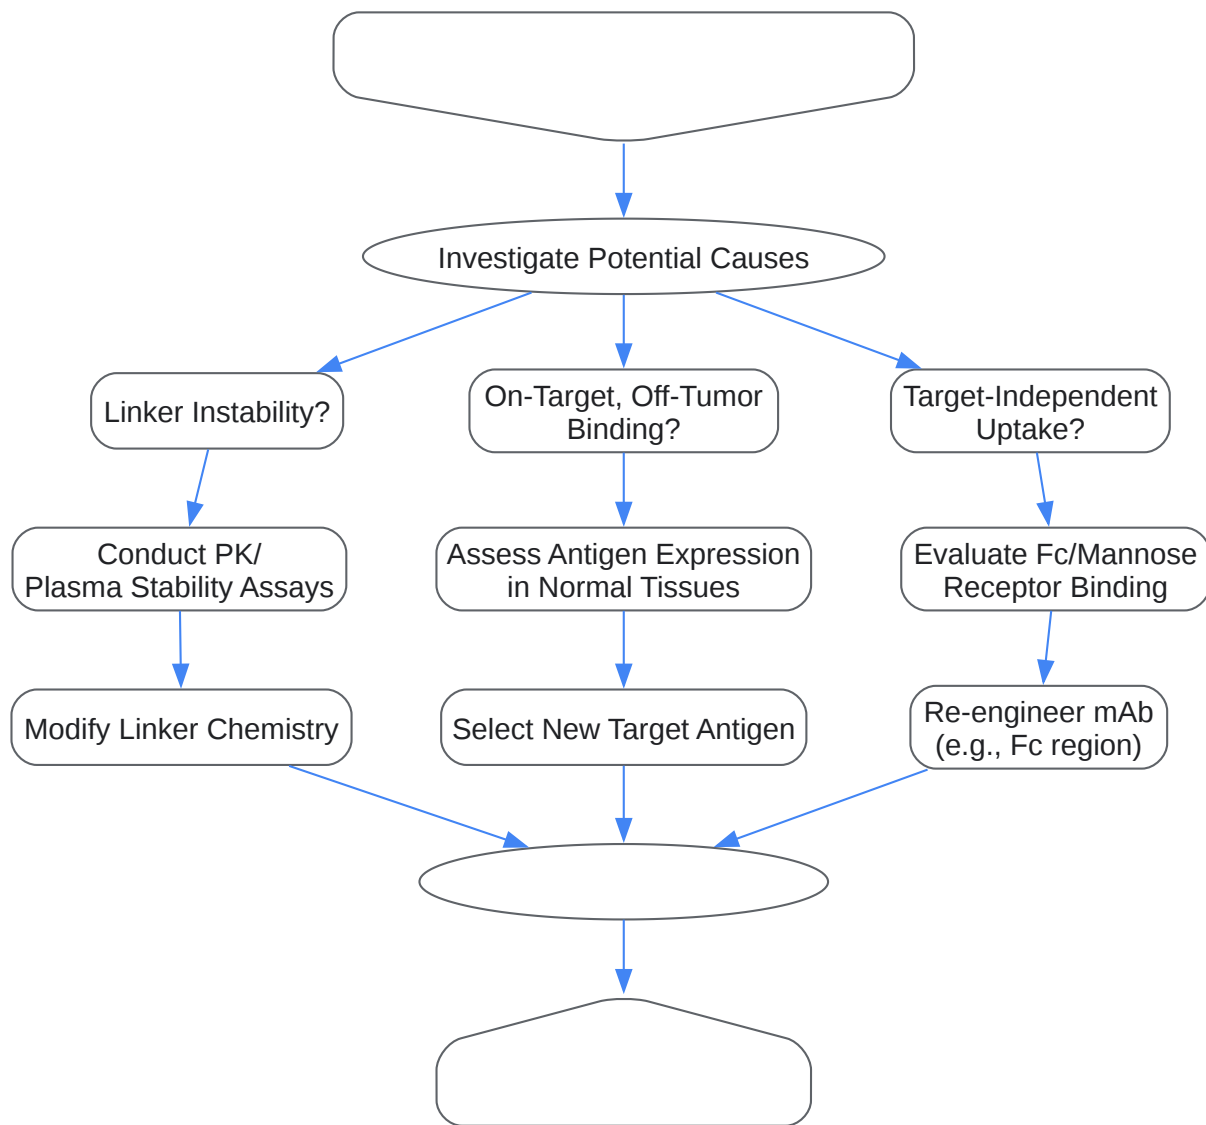 Investigate Potential Causes
Linker Instability?
On-Target, Off-Tumor
Binding?
Target-Independent
Uptake?
Conduct PK/
Plasma Stability Assays
Assess Antigen Expression
in Normal Tissues
Evaluate Fc/Mannose
Receptor Binding
Modify Linker Chemistry
Select New Target Antigen
Re-engineer mAb
(e.g., Fc region)